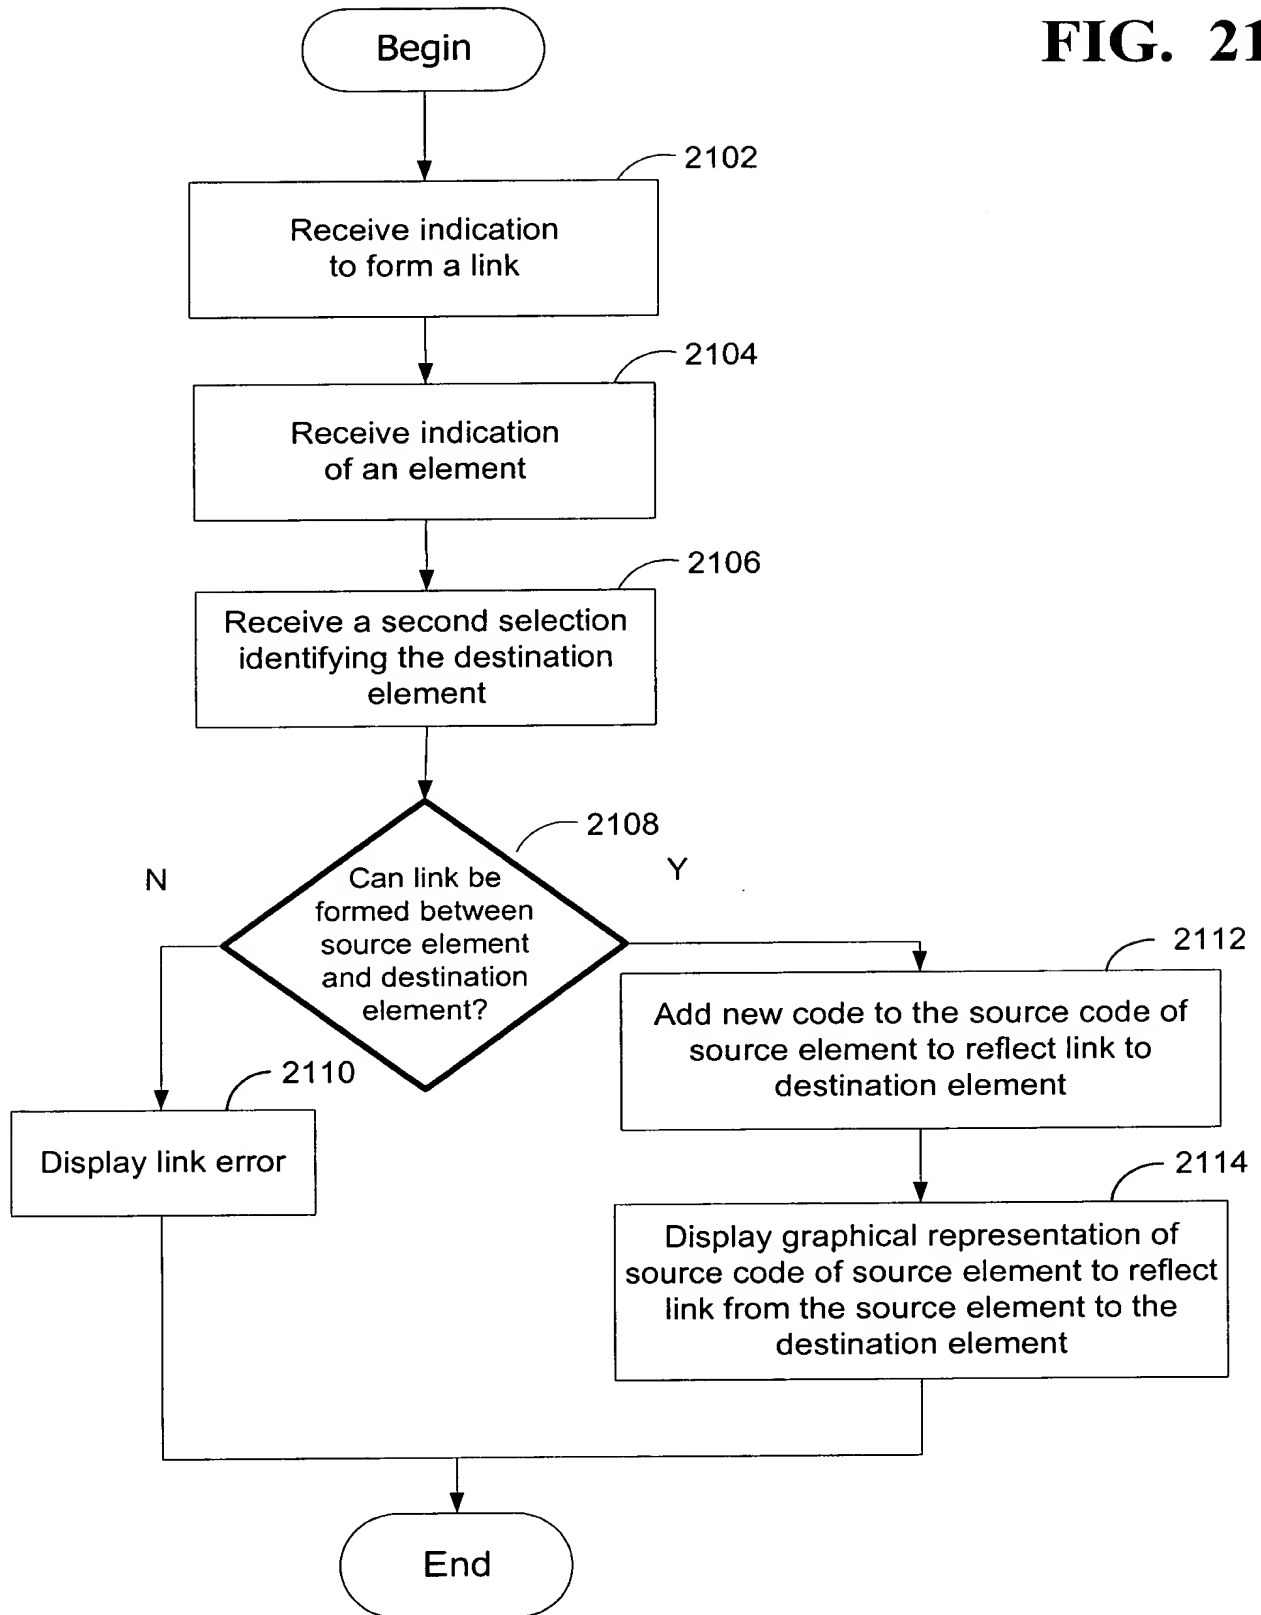 FIG. 21
Begin
2102
Receive indication
to form a link
2104
Receive indication
of an element
2106
Receive a second selection
identifying the destination
element
2108
N
Y
Can link be
formed between
source element
and destination
element?
2112
Add new code to the source code of
source element to reflect link to
destination element
2110
Display link error
2114
Display graphical representation of
source code of source element to reflect
link from the source element to the
destination element
End